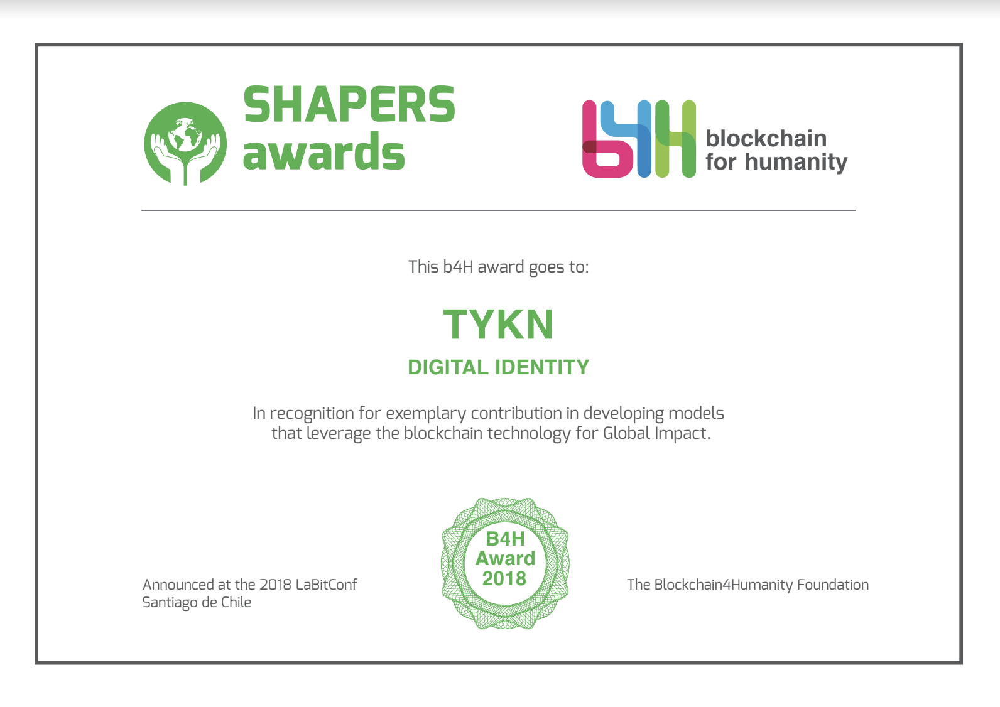 SHAPERS
awards
b4H
blockchain
for humanity
This b4H award goes to:
TYKN
DIGITAL IDENTITY
In recognition for exemplary contribution in developing models
that leverage the blockchain technology for Global Impact.
B4H
Award
2018
Announced at the 2018 LaBitConf
Santiago de Chile
The Blockchain4Humanity Foundation